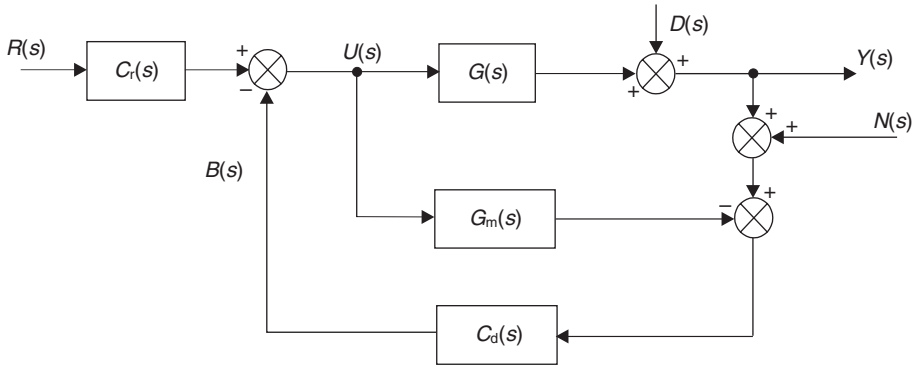 D(s)
R(s)
C_r(s)
+
−
U(s)
G(s)
+
+
Y(s)
+
+
N(s)
B(s)
G_m(s)
−
+
C_d(s)